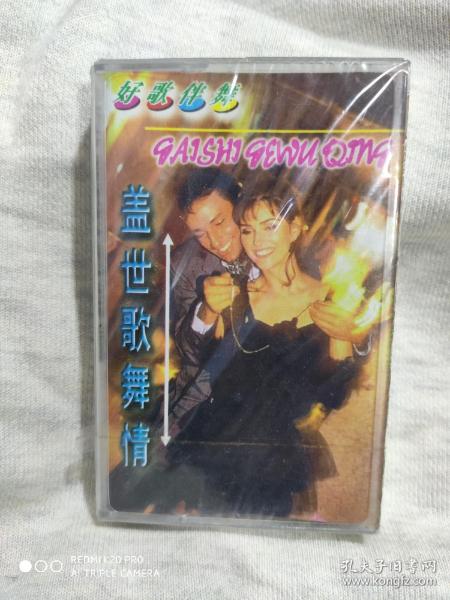 好歌伴舞
GAISHI GEWU QING
盖世歌舞情
REDMI K20 PRO
AI TRIPLE CAMERA
孔夫子旧书网
www.kongfz.com